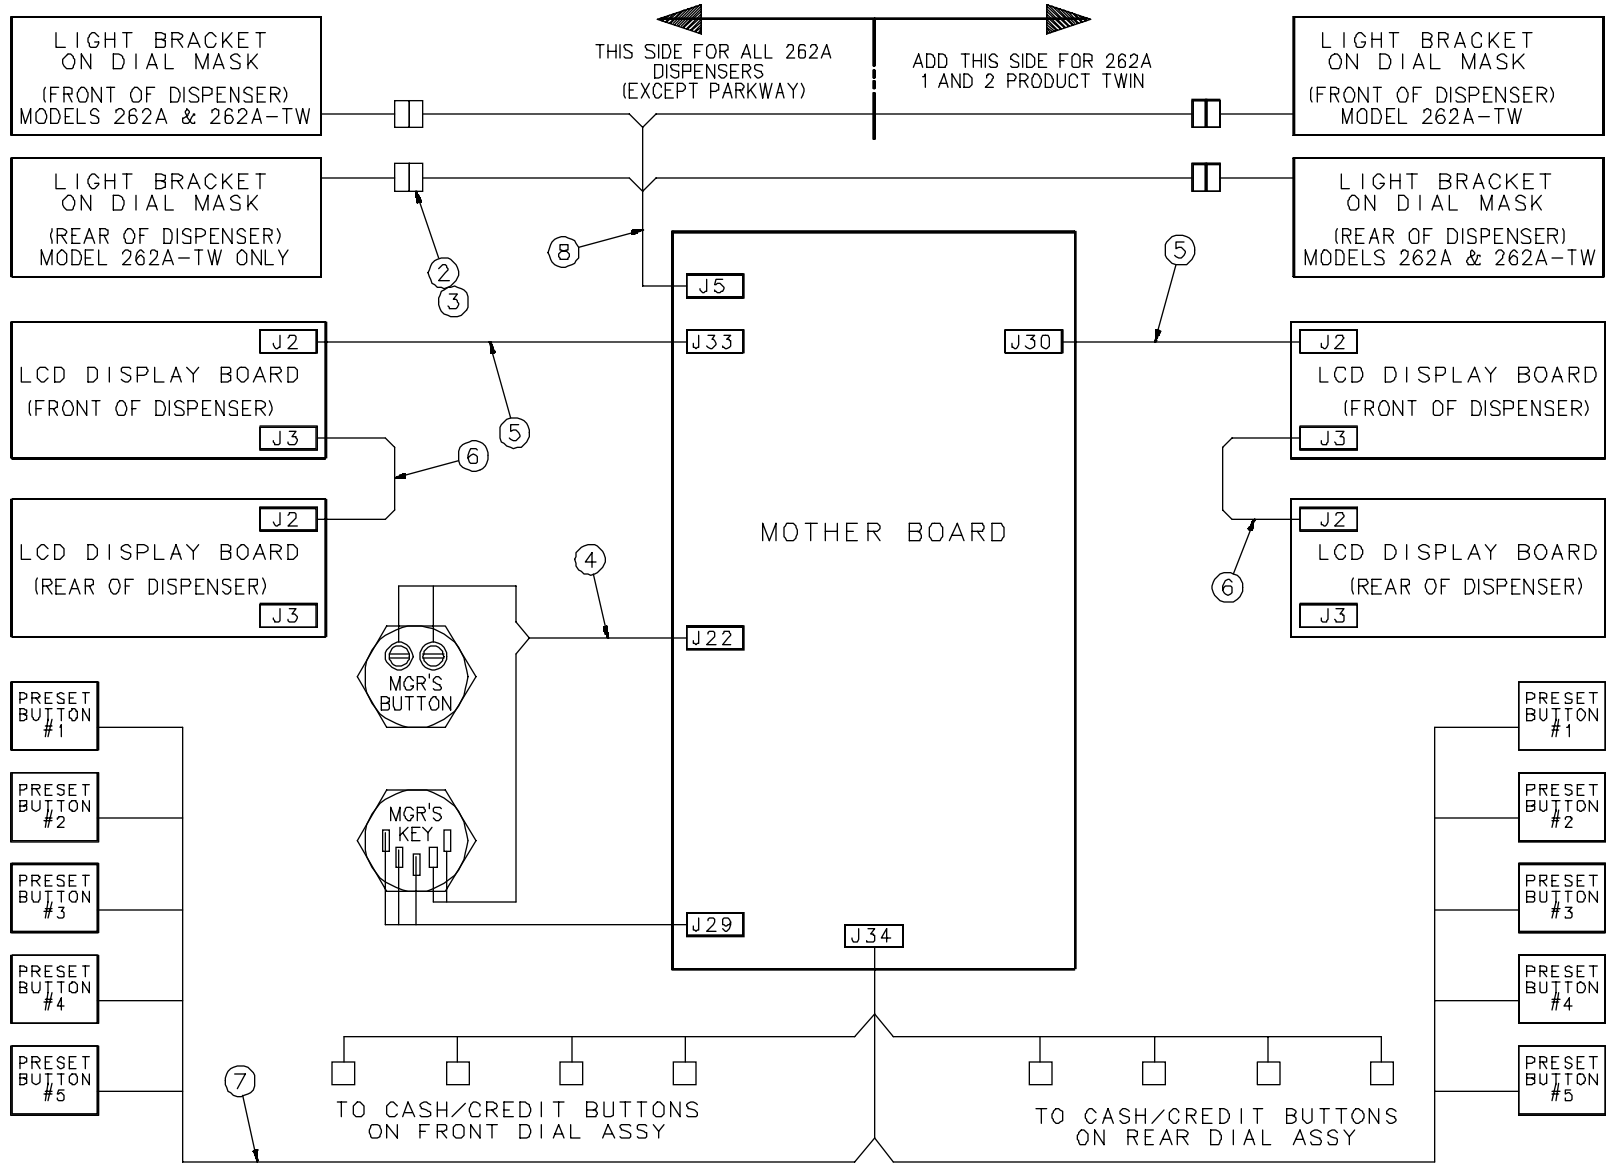 LIGHT BRACKET
ON DIAL MASK
(FRONT OF DISPENSER)
MODELS 262A & 262A-TW
THIS SIDE FOR ALL 262A
DISPENSERS
(EXCEPT PARKWAY)
ADD THIS SIDE FOR 262A
1 AND 2 PRODUCT TWIN
LIGHT BRACKET
ON DIAL MASK
(FRONT OF DISPENSER)
MODEL 262A-TW
LIGHT BRACKET
ON DIAL MASK
(REAR OF DISPENSER)
MODEL 262A-TW ONLY
LIGHT BRACKET
ON DIAL MASK
(REAR OF DISPENSER)
MODELS 262A & 262A-TW
2
3
8
5
J5
J2
LCD DISPLAY BOARD
(FRONT OF DISPENSER)
J3
5
6
J33
J30
J2
LCD DISPLAY BOARD
(FRONT OF DISPENSER)
J3
J2
LCD DISPLAY BOARD
(REAR OF DISPENSER)
J3
MOTHER BOARD
4
J22
6
J2
LCD DISPLAY BOARD
(REAR OF DISPENSER)
J3
MGR'S
BUTTON
MGR'S
KEY
J29
J34
PRESET
BUTTON
#1
PRESET
BUTTON
#2
PRESET
BUTTON
#3
PRESET
BUTTON
#4
PRESET
BUTTON
#5
PRESET
BUTTON
#1
PRESET
BUTTON
#2
PRESET
BUTTON
#3
PRESET
BUTTON
#4
PRESET
BUTTON
#5
7
TO CASH/CREDIT BUTTONS
ON FRONT DIAL ASSY
TO CASH/CREDIT BUTTONS
ON REAR DIAL ASSY